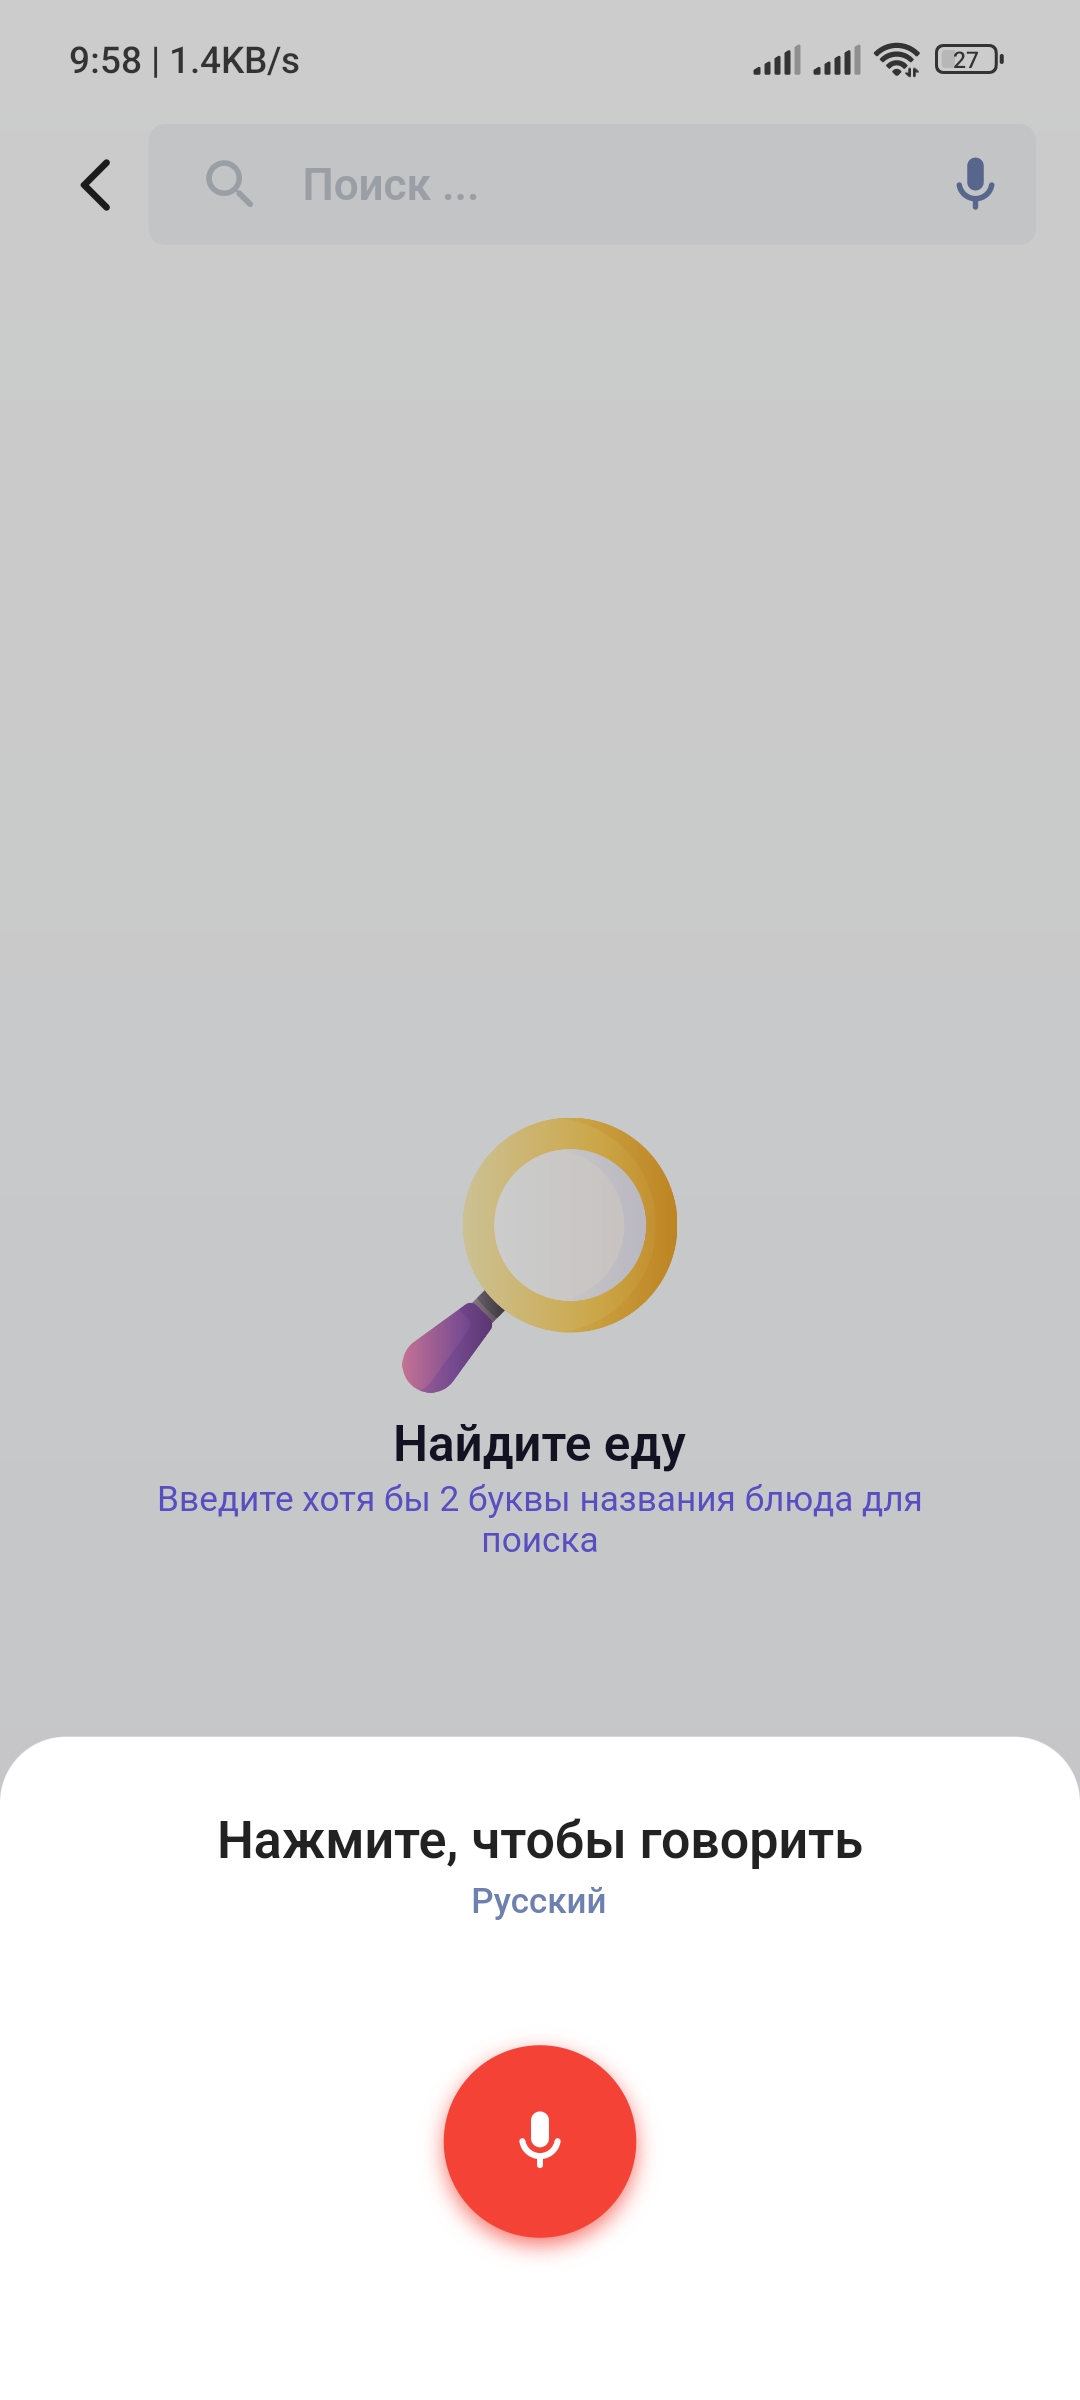 9:58 | 1.4KB/s
27
Поиск ...
Найдите еду
Введите хотя бы 2 буквы названия блюда для
поиска
Нажмите, чтобы говорить
Русский